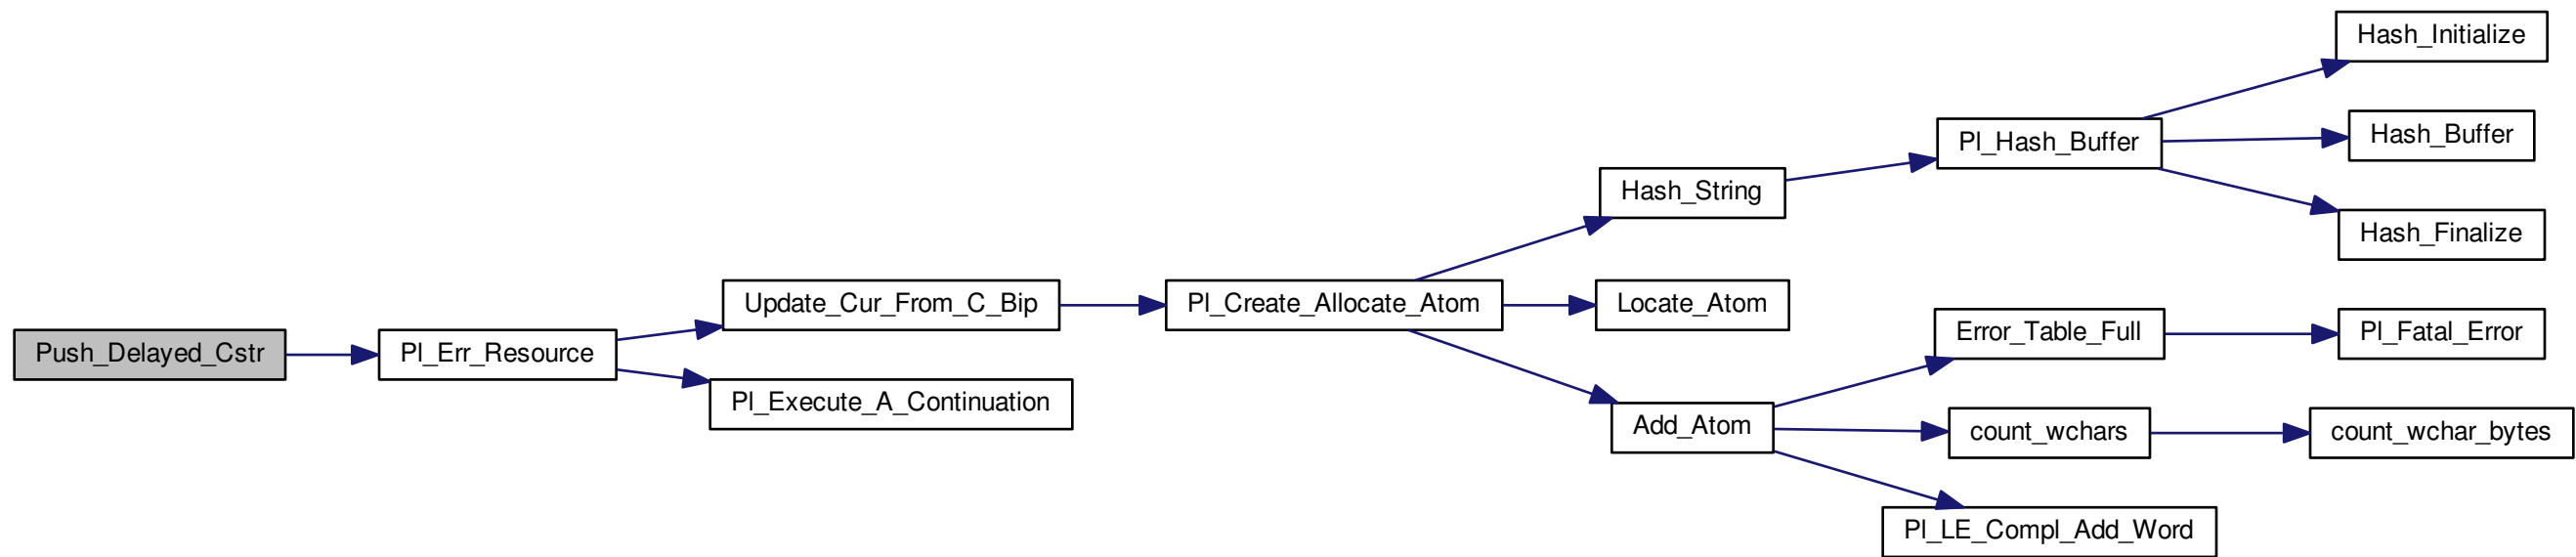 Push_Delayed_Cstr
Pl_Err_Resource
Update_Cur_From_C_Bip
Pl_Execute_A_Continuation
Pl_Create_Allocate_Atom
Hash_String
Locate_Atom
Add_Atom
Pl_Hash_Buffer
Error_Table_Full
count_wchars
Pl_LE_Compl_Add_Word
Hash_Initialize
Hash_Buffer
Hash_Finalize
Pl_Fatal_Error
count_wchar_bytes